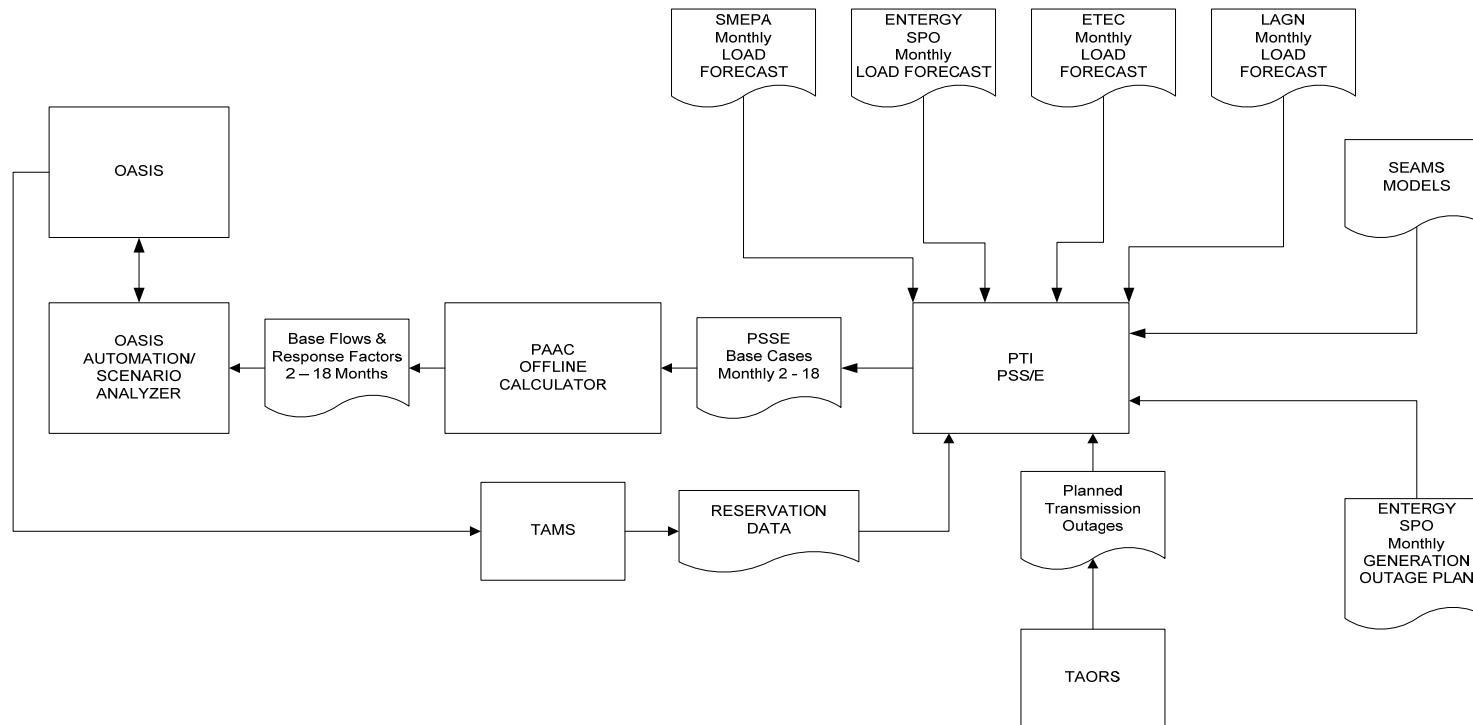 SMEPA
Monthly
LOAD
FORECAST
ENTERGY
SPO
Monthly
LOAD FORECAST
ETEC
Monthly
LOAD
FORECAST
LAGN
Monthly
LOAD
FORECAST
OASIS
SEAMS
MODELS
OASIS
AUTOMATION/
SCENARIO
ANALYZER
Base Flows &
Response Factors
2 – 18 Months
PAAC
OFFLINE
CALCULATOR
PSSE
Base Cases
Monthly 2 - 18
PTI
PSS/E
TAMS
RESERVATION
DATA
Planned
Transmission
Outages
ENTERGY
SPO
Monthly
GENERATION
OUTAGE PLAN
TAORS